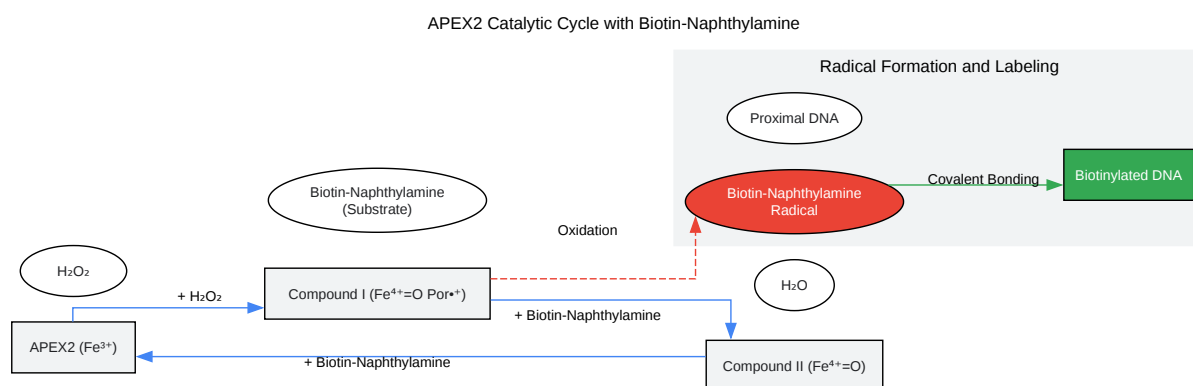 APEX2 Catalytic Cycle with Biotin-Naphthylamine
Radical Formation and Labeling
Proximal DNA
Biotin-Naphthylamine
(Substrate)
Biotin-Naphthylamine
Radical
Covalent Bonding
Biotinylated DNA
Oxidation
H₂O₂
H₂O
+ H₂O₂
Compound I (Fe⁴⁺=O Por•⁺)
+ Biotin-Naphthylamine
APEX2 (Fe³⁺)
+ Biotin-Naphthylamine
Compound II (Fe⁴⁺=O)